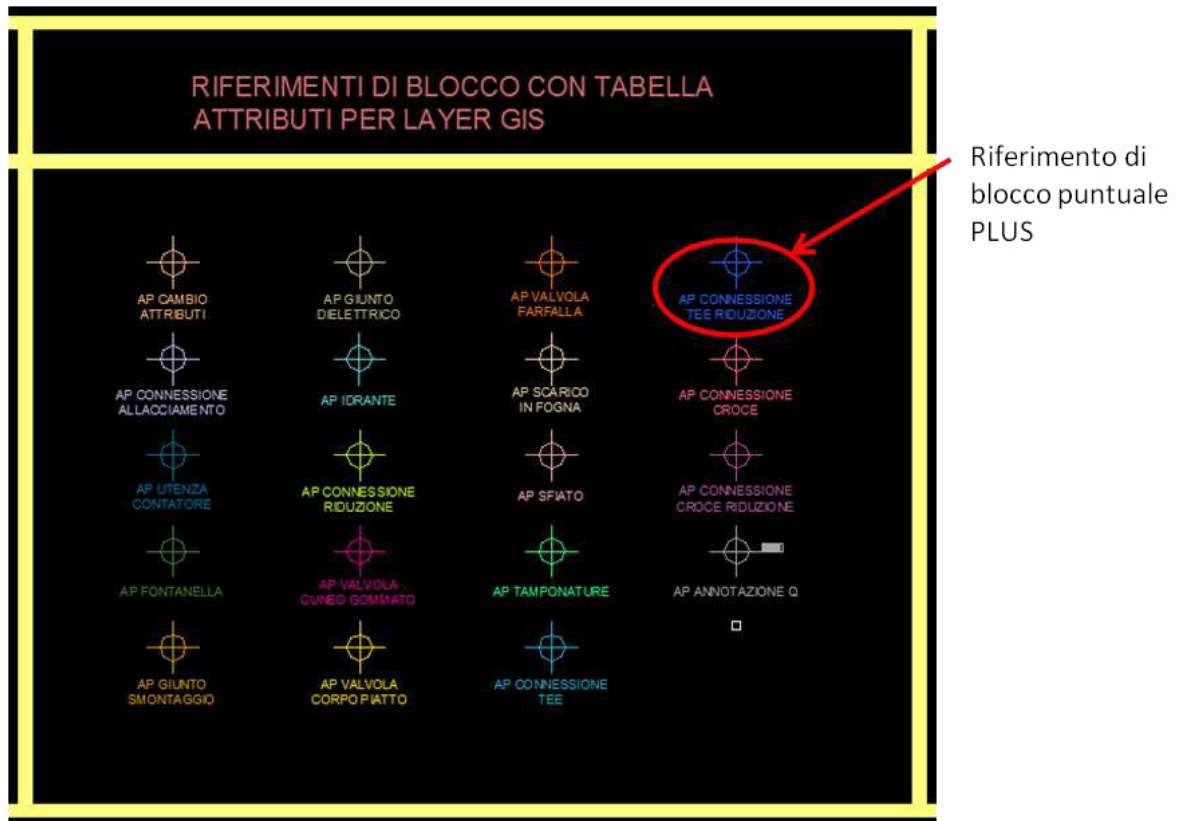 RIFERIMENTI DI BLOCCO CON TABELLA
ATTRIBUTI PER LAYER GIS
Riferimento di
blocco puntuale
PLUS
AP CAMBIO
ATTRIBUTI
AP GIUNTO
DIELETTRICO
AP VALVOLA
FARFALLA
AP CONNESSIONE
TEE RIDUZIONE
AP CONNESSIONE
ALLACCIAMENTO
AP IDRANTE
AP SCARICO
IN FOGNA
AP CONNESSIONE
CROCE
AP UTENZA
CONTATORE
AP CONNESSIONE
RIDUZIONE
AP SFIATO
AP CONNESSIONE
CROCE RIDUZIONE
AP FONTANELLA
AP VALVOLA
CUNEO GOMMATO
AP TAMPONATURE
AP ANNOTAZIONE Q
AP GIUNTO
SMONTAGGIO
AP VALVOLA
CORPO PIATTO
AP CONNESSIONE
TEE